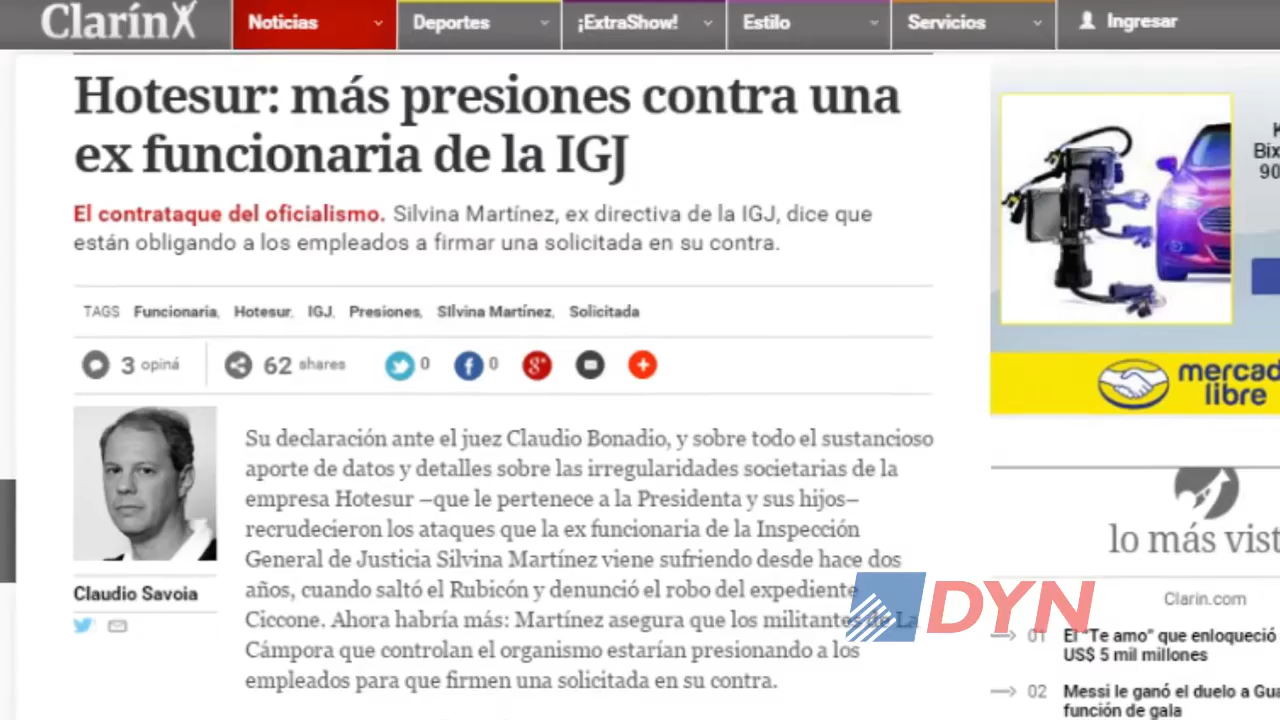 Clarín
Noticias
Deportes
¡ExtraShow!
Estilo
Servicios
Ingresar
Hotesur: más presiones contra una
ex funcionaria de la IGJ
El contrataque del oficialismo. Silvina Martínez, ex directiva de la IGJ, dice que
están obligando a los empleados a firmar una solicitada en su contra.
TAGS Funcionaria, Hotesur, IGJ, Presiones, SIlvina Martínez, Solicitada
3 opiná 62 shares 0 0
Su declaración ante el juez Claudio Bonadio, y sobre todo el sustancioso
aporte de datos y detalles sobre las irregularidades societarias de la
empresa Hotesur –que le pertenece a la Presidenta y sus hijos–
recrudecieron los ataques que la ex funcionaria de la Inspección
General de Justicia Silvina Martínez viene sufriendo desde hace dos
años, cuando saltó el Rubicón y denunció el robo del expediente
Ciccone. Ahora habría más: Martínez asegura que los militantes de La
Cámpora que controlan el organismo estarían presionando a los
empleados para que firmen una solicitada en su contra.
Claudio Savoia
DYN
K
Bix
90
mercad
libre
lo más vist
Clarin.com
01 El "Te amo" que enloqueció
US$ 5 mil millones
02 Messi le ganó el duelo a Gua
función de gala